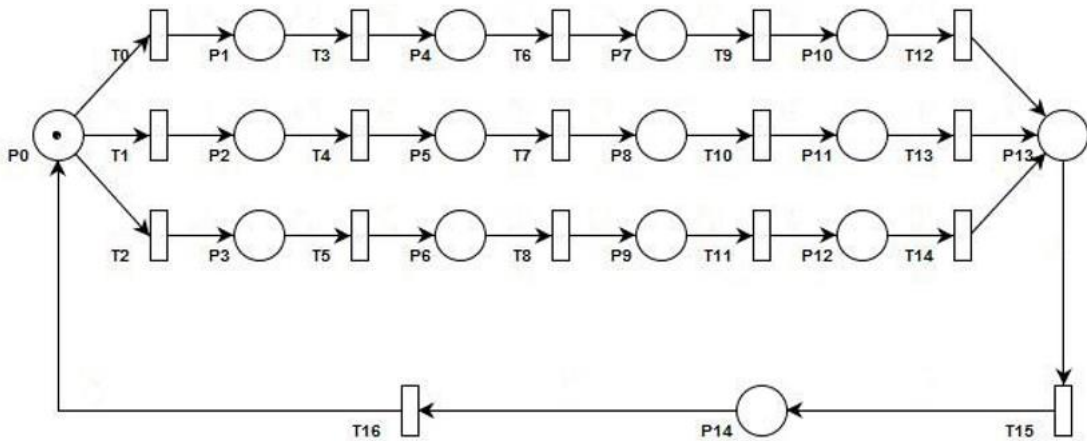 T0 P1 T3 P4 T6 P7 T9 P10 T12
P0 T1 P2 T4 P5 T7 P8 T10 P11 T13 P13
T2 P3 T5 P6 T8 P9 T11 P12 T14
T16 P14 T15